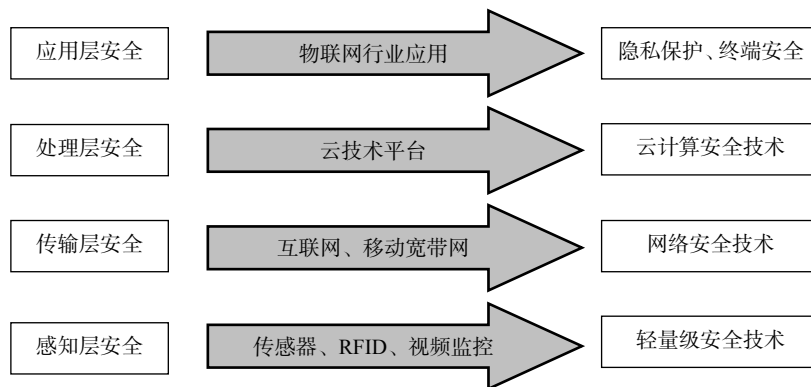 应用层安全
物联网行业应用
隐私保护、终端安全
处理层安全
云技术平台
云计算安全技术
传输层安全
互联网、移动宽带网
网络安全技术
感知层安全
传感器、RFID、视频监控
轻量级安全技术